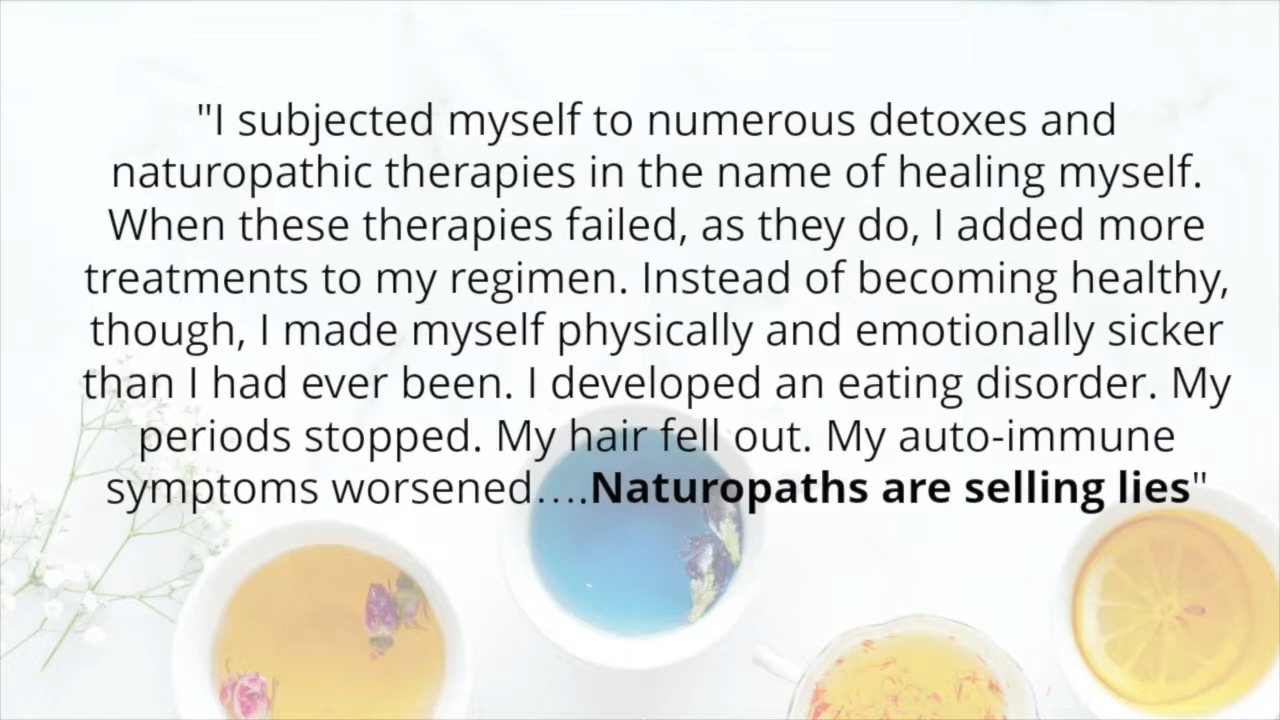 "I subjected myself to numerous detoxes and
naturopathic therapies in the name of healing myself.
When these therapies failed, as they do, I added more
treatments to my regimen. Instead of becoming healthy,
though, I made myself physically and emotionally sicker
than I had ever been. I developed an eating disorder. My
periods stopped. My hair fell out. My auto-immune
symptoms worsened....Naturopaths are selling lies"